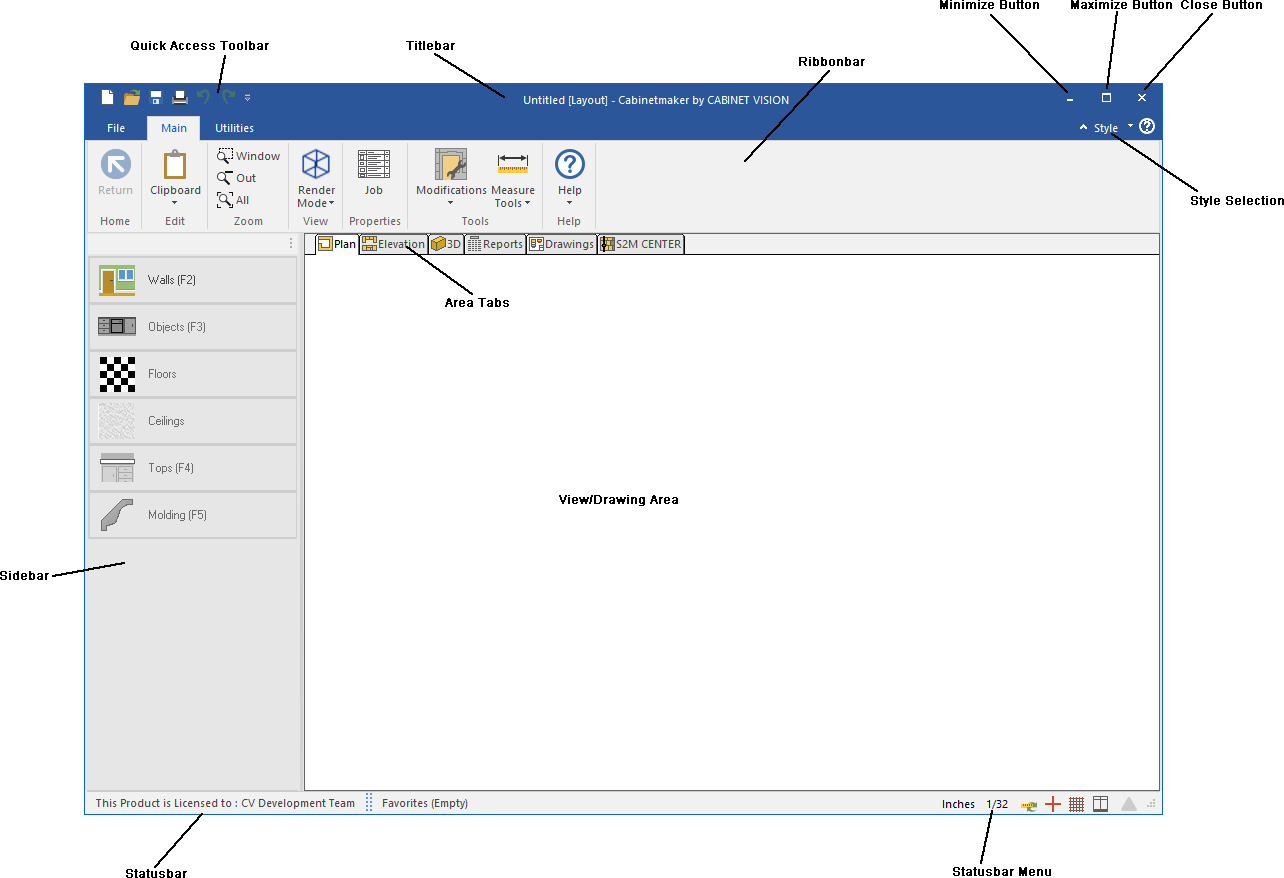 Minimize Button
Maximize Button
Close Button
Quick Access Toolbar
Titlebar
Ribbonbar
Untitled [Layout] - Cabinetmaker by CABINET VISION
File
Main
Utilities
Style
Return
Clipboard
Window
Out
All
Render
Mode
Job
Modifications
Measure
Tools
Help
Home
Edit
Zoom
View
Properties
Tools
Help
Style Selection
Plan
Elevation
3D
Reports
Drawings
S2M CENTER
Area Tabs
Walls (F2)
Objects (F3)
Floors
Ceilings
Tops (F4)
Molding (F5)
View/Drawing Area
Sidebar
This Product is Licensed to : CV Development Team
Favorites (Empty)
Inches
1/32
Statusbar
Statusbar Menu